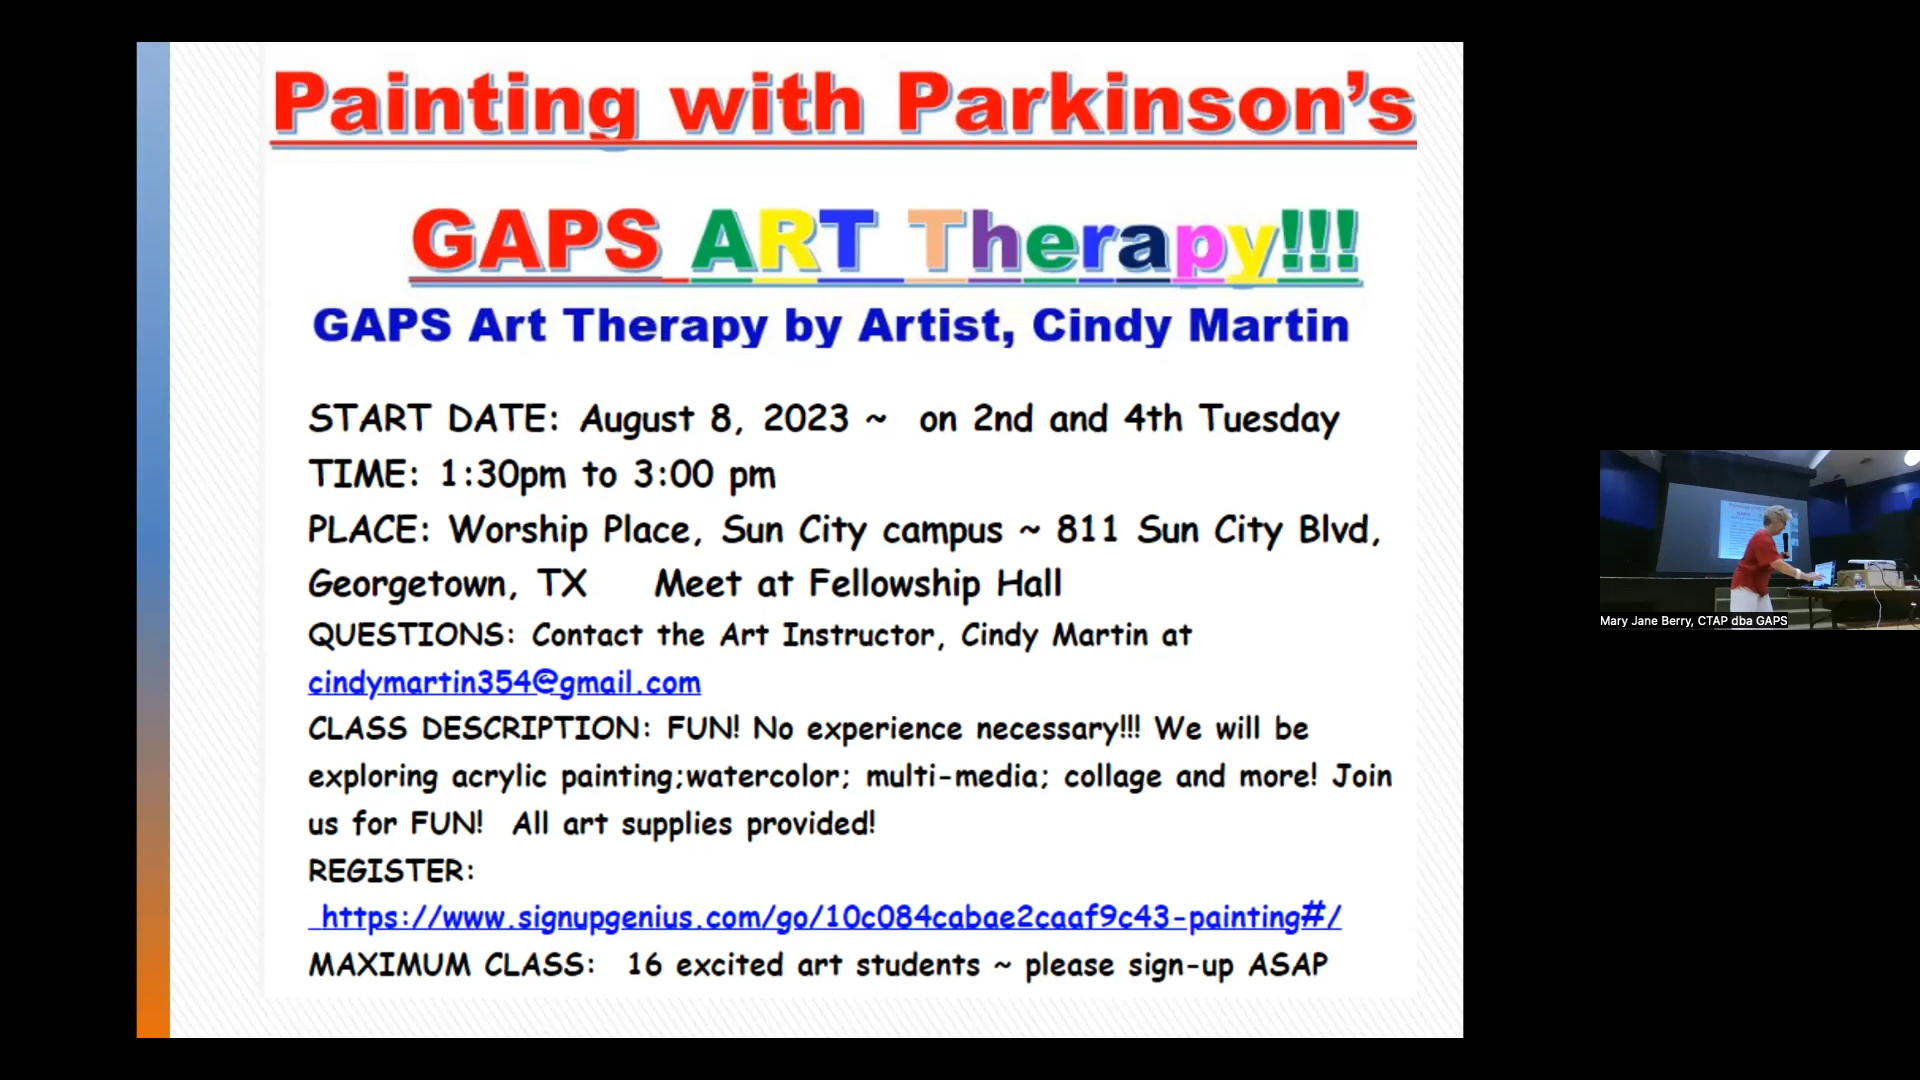 Painting with Parkinson’s
GAPS ART Therapy!!!
GAPS Art Therapy by Artist, Cindy Martin
START DATE: August 8, 2023 ~ on 2nd and 4th Tuesday
TIME: 1:30pm to 3:00 pm
PLACE: Worship Place, Sun City campus ~ 811 Sun City Blvd,
Georgetown, TX Meet at Fellowship Hall
QUESTIONS: Contact the Art Instructor, Cindy Martin at
cindymartin354@gmail.com
CLASS DESCRIPTION: FUN! No experience necessary!!! We will be
exploring acrylic painting;watercolor; multi-media; collage and more! Join
us for FUN! All art supplies provided!
REGISTER:
https://www.signupgenius.com/go/10c084cabae2caaf9c43-painting#/
MAXIMUM CLASS: 16 excited art students ~ please sign-up ASAP
Mary Jane Berry, CTAP dba GAPS